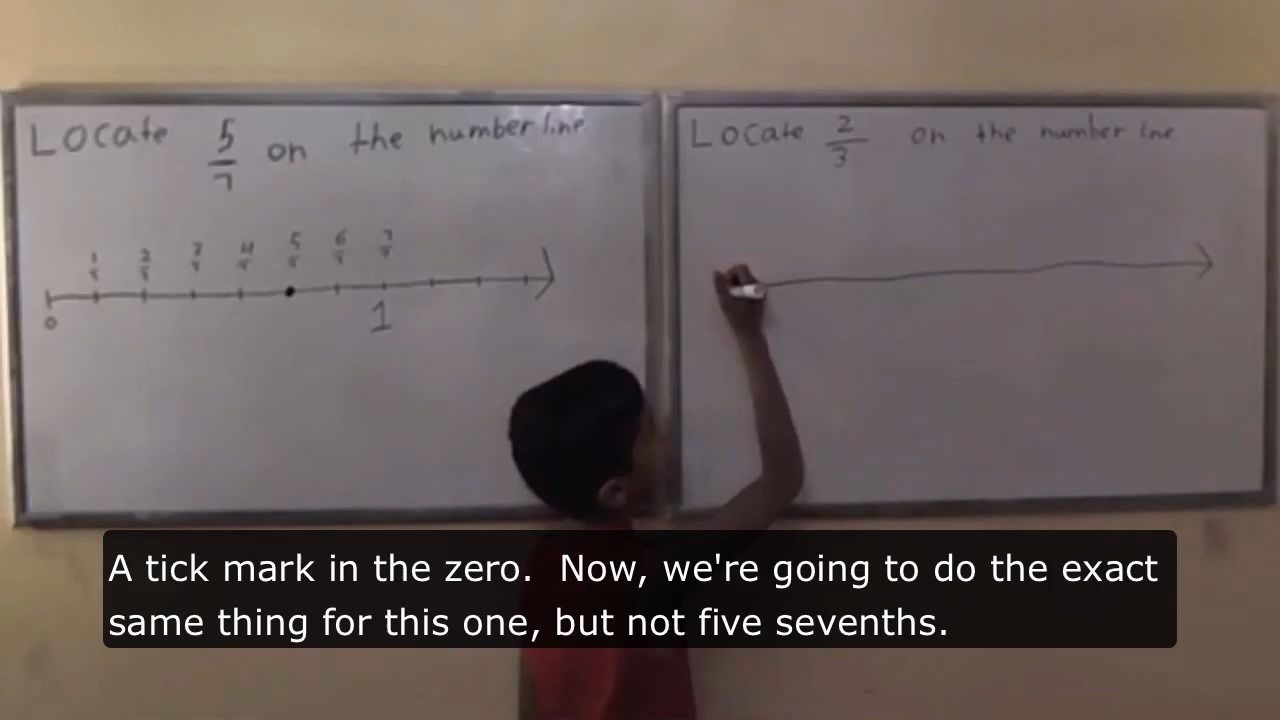 Locate 5/7 on the number line
1/7 2/7 3/7 4/7 5/7 6/7 7/7
0 1
Locate 2/3 on the number line
A tick mark in the zero.  Now, we're going to do the exact
same thing for this one, but not five sevenths.